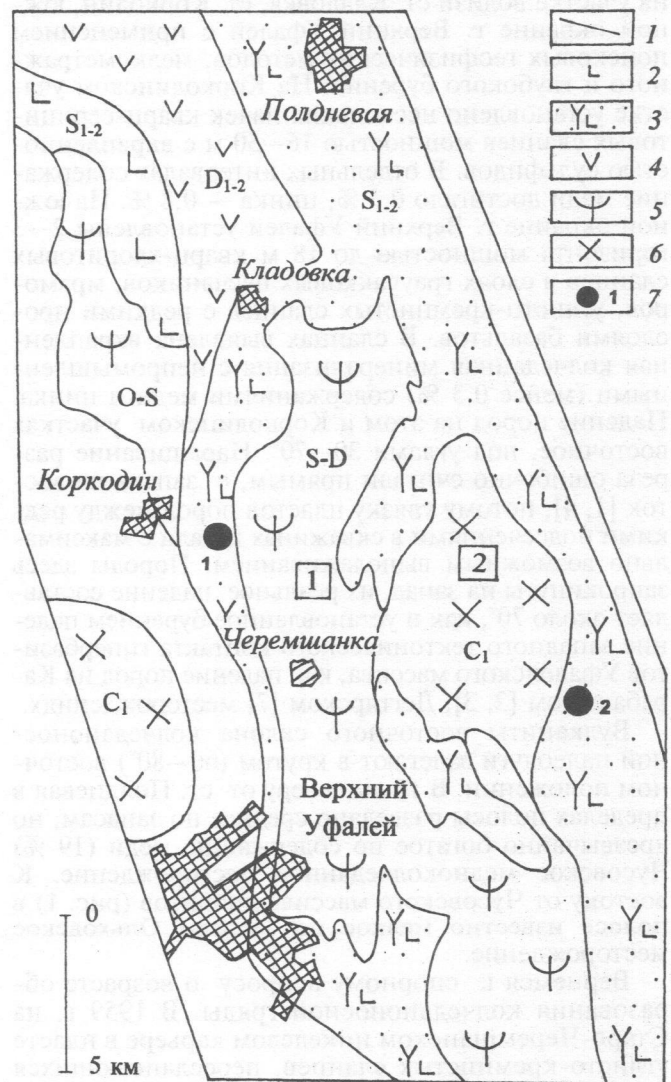 Полдневая
S₁₋₂
D₁₋₂
S₁₋₂
Кладовка
O-S
S-D
Коркодин
1
1
2
Черемшанка
C₁
C₁
2
Верхний
Уфалей
0
5 км
1
2
3
4
5
6
1 7